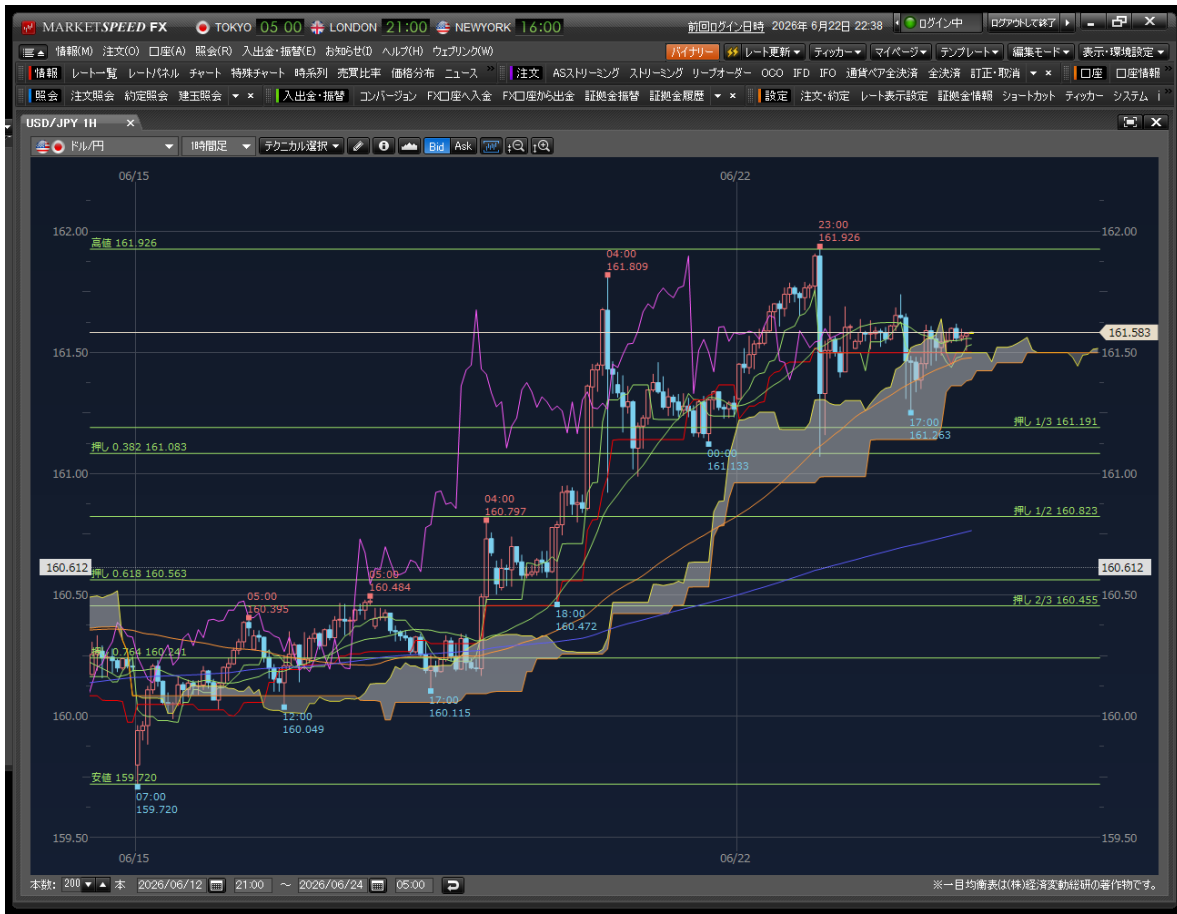 MARKETSPEED FX TOKYO 05 00 LONDON 21:00 NEWYORK 16:00 前回ログイン日時 2026年 6月22日 22:38 ログイン中 ログアウトして終了
情報(M) 注文(O) 口座(A) 照会(R) 入出金・振替(E) お知らせ(I) ヘルプ(H) ウェブリンク(W) バイナリー レート更新 ティッカー マイページ テンプレート 編集モード 表示・環境設定
情報 レート一覧 レートパネル チャート 特殊チャート 時系列 売買比率 価格分布 ニュース 注文 ASストリーミング ストリーミング リーブオーダー OCO IFD IFO 通貨ペア全決済 全決済 訂正・取消 口座 口座情報
照会 注文照会 約定照会 建玉照会 入出金・振替 コンバージョン FX口座へ入金 FX口座から出金 証拠金振替 証拠金履歴 設定 注文・約定 レート表示設定 証拠金情報 ショートカット ティッカー システム
USD/JPY 1H
ドル/円 1時間足 テクニカル選択 Bid Ask
06/15 06/22
23:00
162.00 161.926 162.00
高値 161.926
04:00
161.809
161.583
161.50 161.50
押し 1/3 161.191
17:00
161.263
押し 0.382 161.083
00:00
161.133
161.00 161.00
04:00
160.797
押し 1/2 160.823
160.612 160.612
押し 0.618 160.563
05:00
160.484
160.50 160.50
05:00
160.395
押し 2/3 160.455
18:00
160.472
押し 0.764 160.241
17:00
160.115
160.00 160.00
12:00
160.049
安値 159.720
07:00
159.720
159.50 159.50
06/15 06/22
本数: 200 本 2026/06/12 21:00 ～ 2026/06/24 05:00 ※一目均衡表は(株)経済変動総研の著作物です。